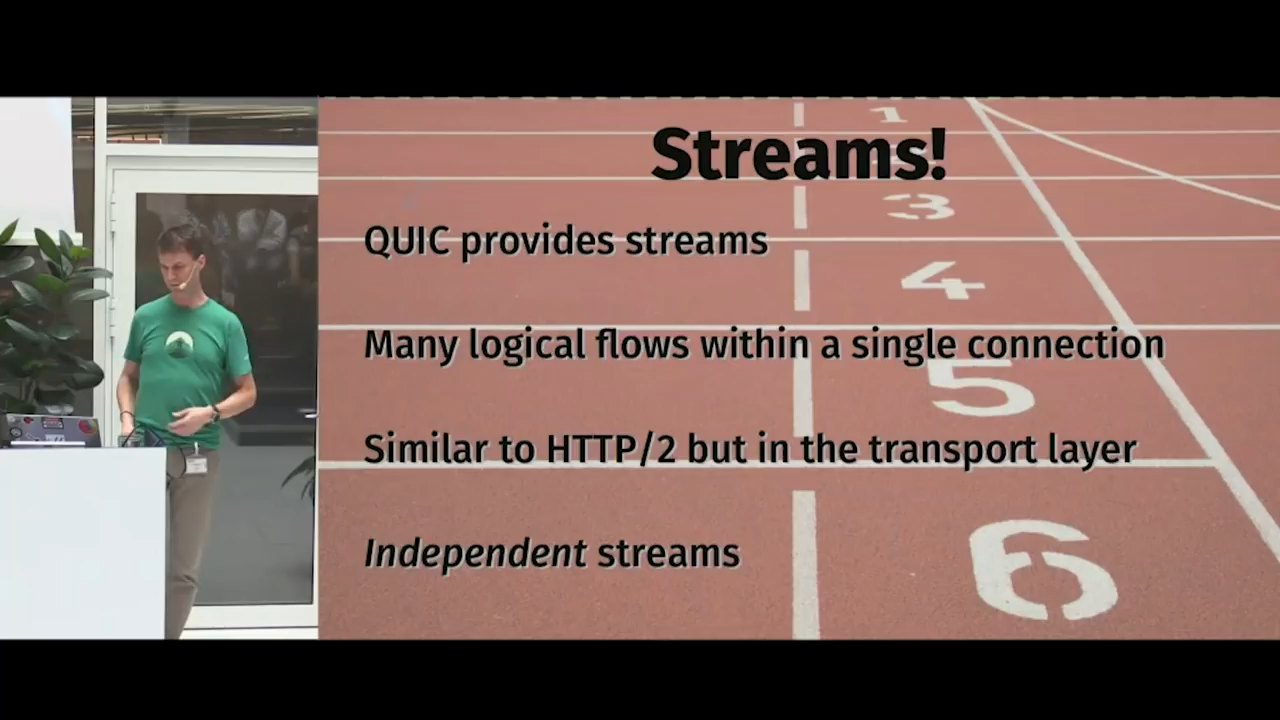 Streams!
1
3
4
5
6
QUIC provides streams
Many logical flows within a single connection
Similar to HTTP/2 but in the transport layer
Independent streams